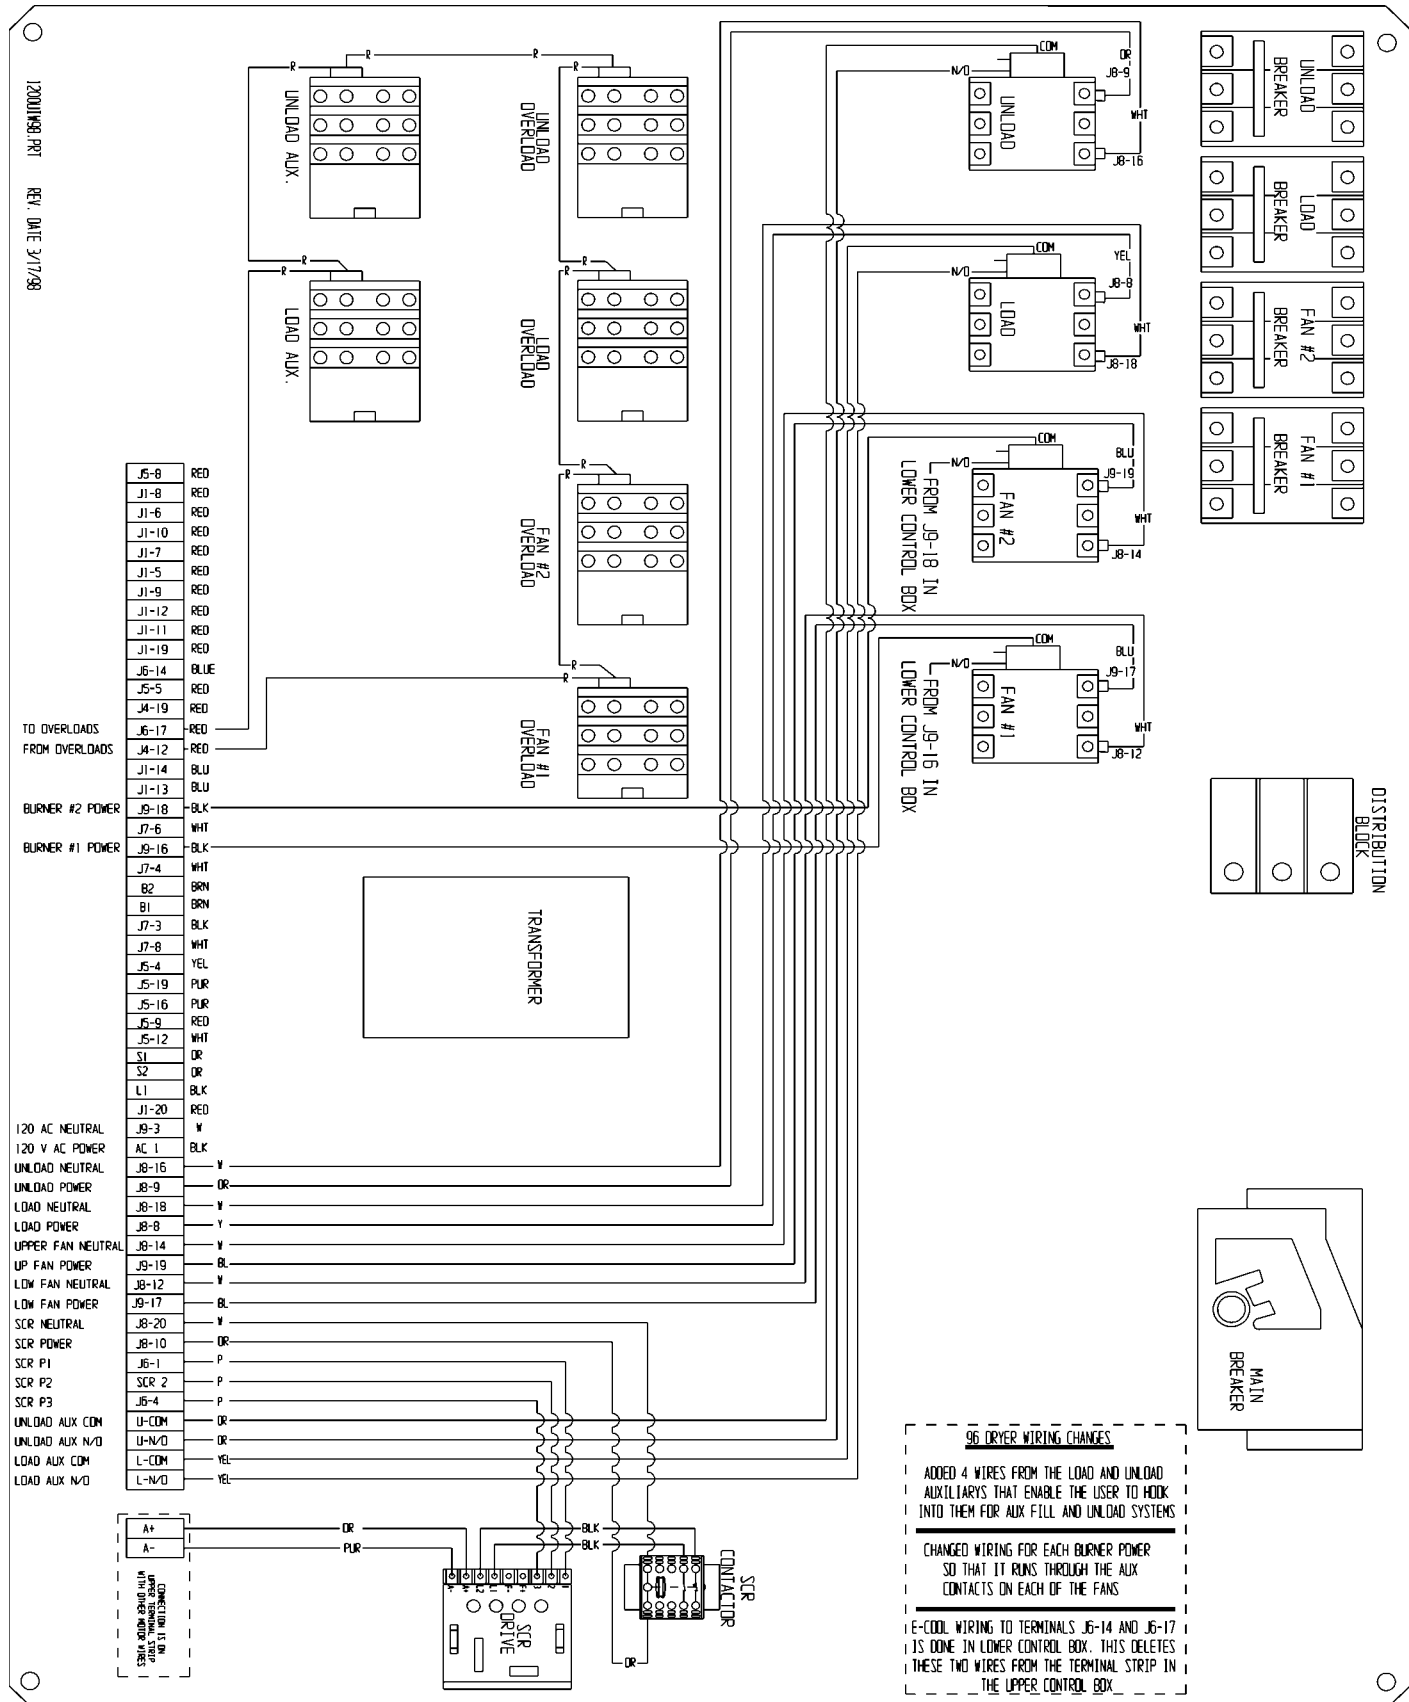 1200UIW98.PRT REV. DATE 3/17/98
UNLOAD AUX.
UNLOAD
OVERLOAD
LOAD AUX.
LOAD
OVERLOAD
FAN #2
OVERLOAD
FAN #1
OVERLOAD
R
R
R
R
R
R
R
R
R
R
R
R
UNLOAD
COM
N/O
OR
J8-9
WHT
J8-16
LOAD
COM
N/O
YEL
J8-8
WHT
J8-18
FAN #2
COM
N/O
BLU
J9-19
WHT
J8-14
FROM J9-18 IN
LOWER CONTROL BOX
FAN #1
COM
N/O
BLU
J9-17
WHT
J8-12
FROM J9-16 IN
LOWER CONTROL BOX
UNLOAD
BREAKER
LOAD
BREAKER
FAN #2
BREAKER
FAN #1
BREAKER
DISTRIBUTION
BLOCK
MAIN
BREAKER
TRANSFORMER
J5-8 RED
J1-8 RED
J1-6 RED
J1-10 RED
J1-7 RED
J1-5 RED
J1-9 RED
J1-12 RED
J1-11 RED
J1-19 RED
J6-14 BLUE
J5-5 RED
J4-19 RED
TO OVERLOADS J6-17 RED
FROM OVERLOADS J4-12 RED
J1-14 BLU
J1-13 BLU
BURNER #2 POWER J9-18 BLK
J7-6 WHT
BURNER #1 POWER J9-16 BLK
J7-4 WHT
B2 BRN
B1 BRN
J7-3 BLK
J7-8 WHT
J5-4 YEL
J5-19 PUR
J5-16 PUR
J5-9 RED
J5-12 WHT
S1 OR
S2 OR
L1 BLK
J1-20 RED
120 AC NEUTRAL J9-3 W
120 V AC POWER AC 1 BLK
UNLOAD NEUTRAL J8-16 W
UNLOAD POWER J8-9 OR
LOAD NEUTRAL J8-18 W
LOAD POWER J8-8 Y
UPPER FAN NEUTRAL J8-14 W
UP FAN POWER J9-19 BL
LOW FAN NEUTRAL J8-12 W
LOW FAN POWER J9-17 BL
SCR NEUTRAL J8-20 W
SCR POWER J8-10 OR
SCR P1 J6-1 P
SCR P2 SCR 2 P
SCR P3 J6-4 P
UNLOAD AUX COM U-COM OR
UNLOAD AUX N/O U-N/O OR
LOAD AUX COM L-COM YEL
LOAD AUX N/O L-N/O YEL
A+ OR
A- PUR
CONNECTION IS ON
UPPER TERMINAL STRIP
WITH OTHER MOTOR WIRES
BLK
BLK
A- A+ L2 L1 F- F+ 3 2 1
SCR
DRIVE
SCR
CONTACTOR
OR
96 DRYER WIRING CHANGES
ADDED 4 WIRES FROM THE LOAD AND UNLOAD
AUXILIARYS THAT ENABLE THE USER TO HOOK
INTO THEM FOR AUX FILL AND UNLOAD SYSTEMS
CHANGED WIRING FOR EACH BURNER POWER
SO THAT IT RUNS THROUGH THE AUX
CONTACTS ON EACH OF THE FANS
E-COOL WIRING TO TERMINALS J6-14 AND J6-17
IS DONE IN LOWER CONTROL BOX. THIS DELETES
THESE TWO WIRES FROM THE TERMINAL STRIP IN
THE UPPER CONTROL BOX